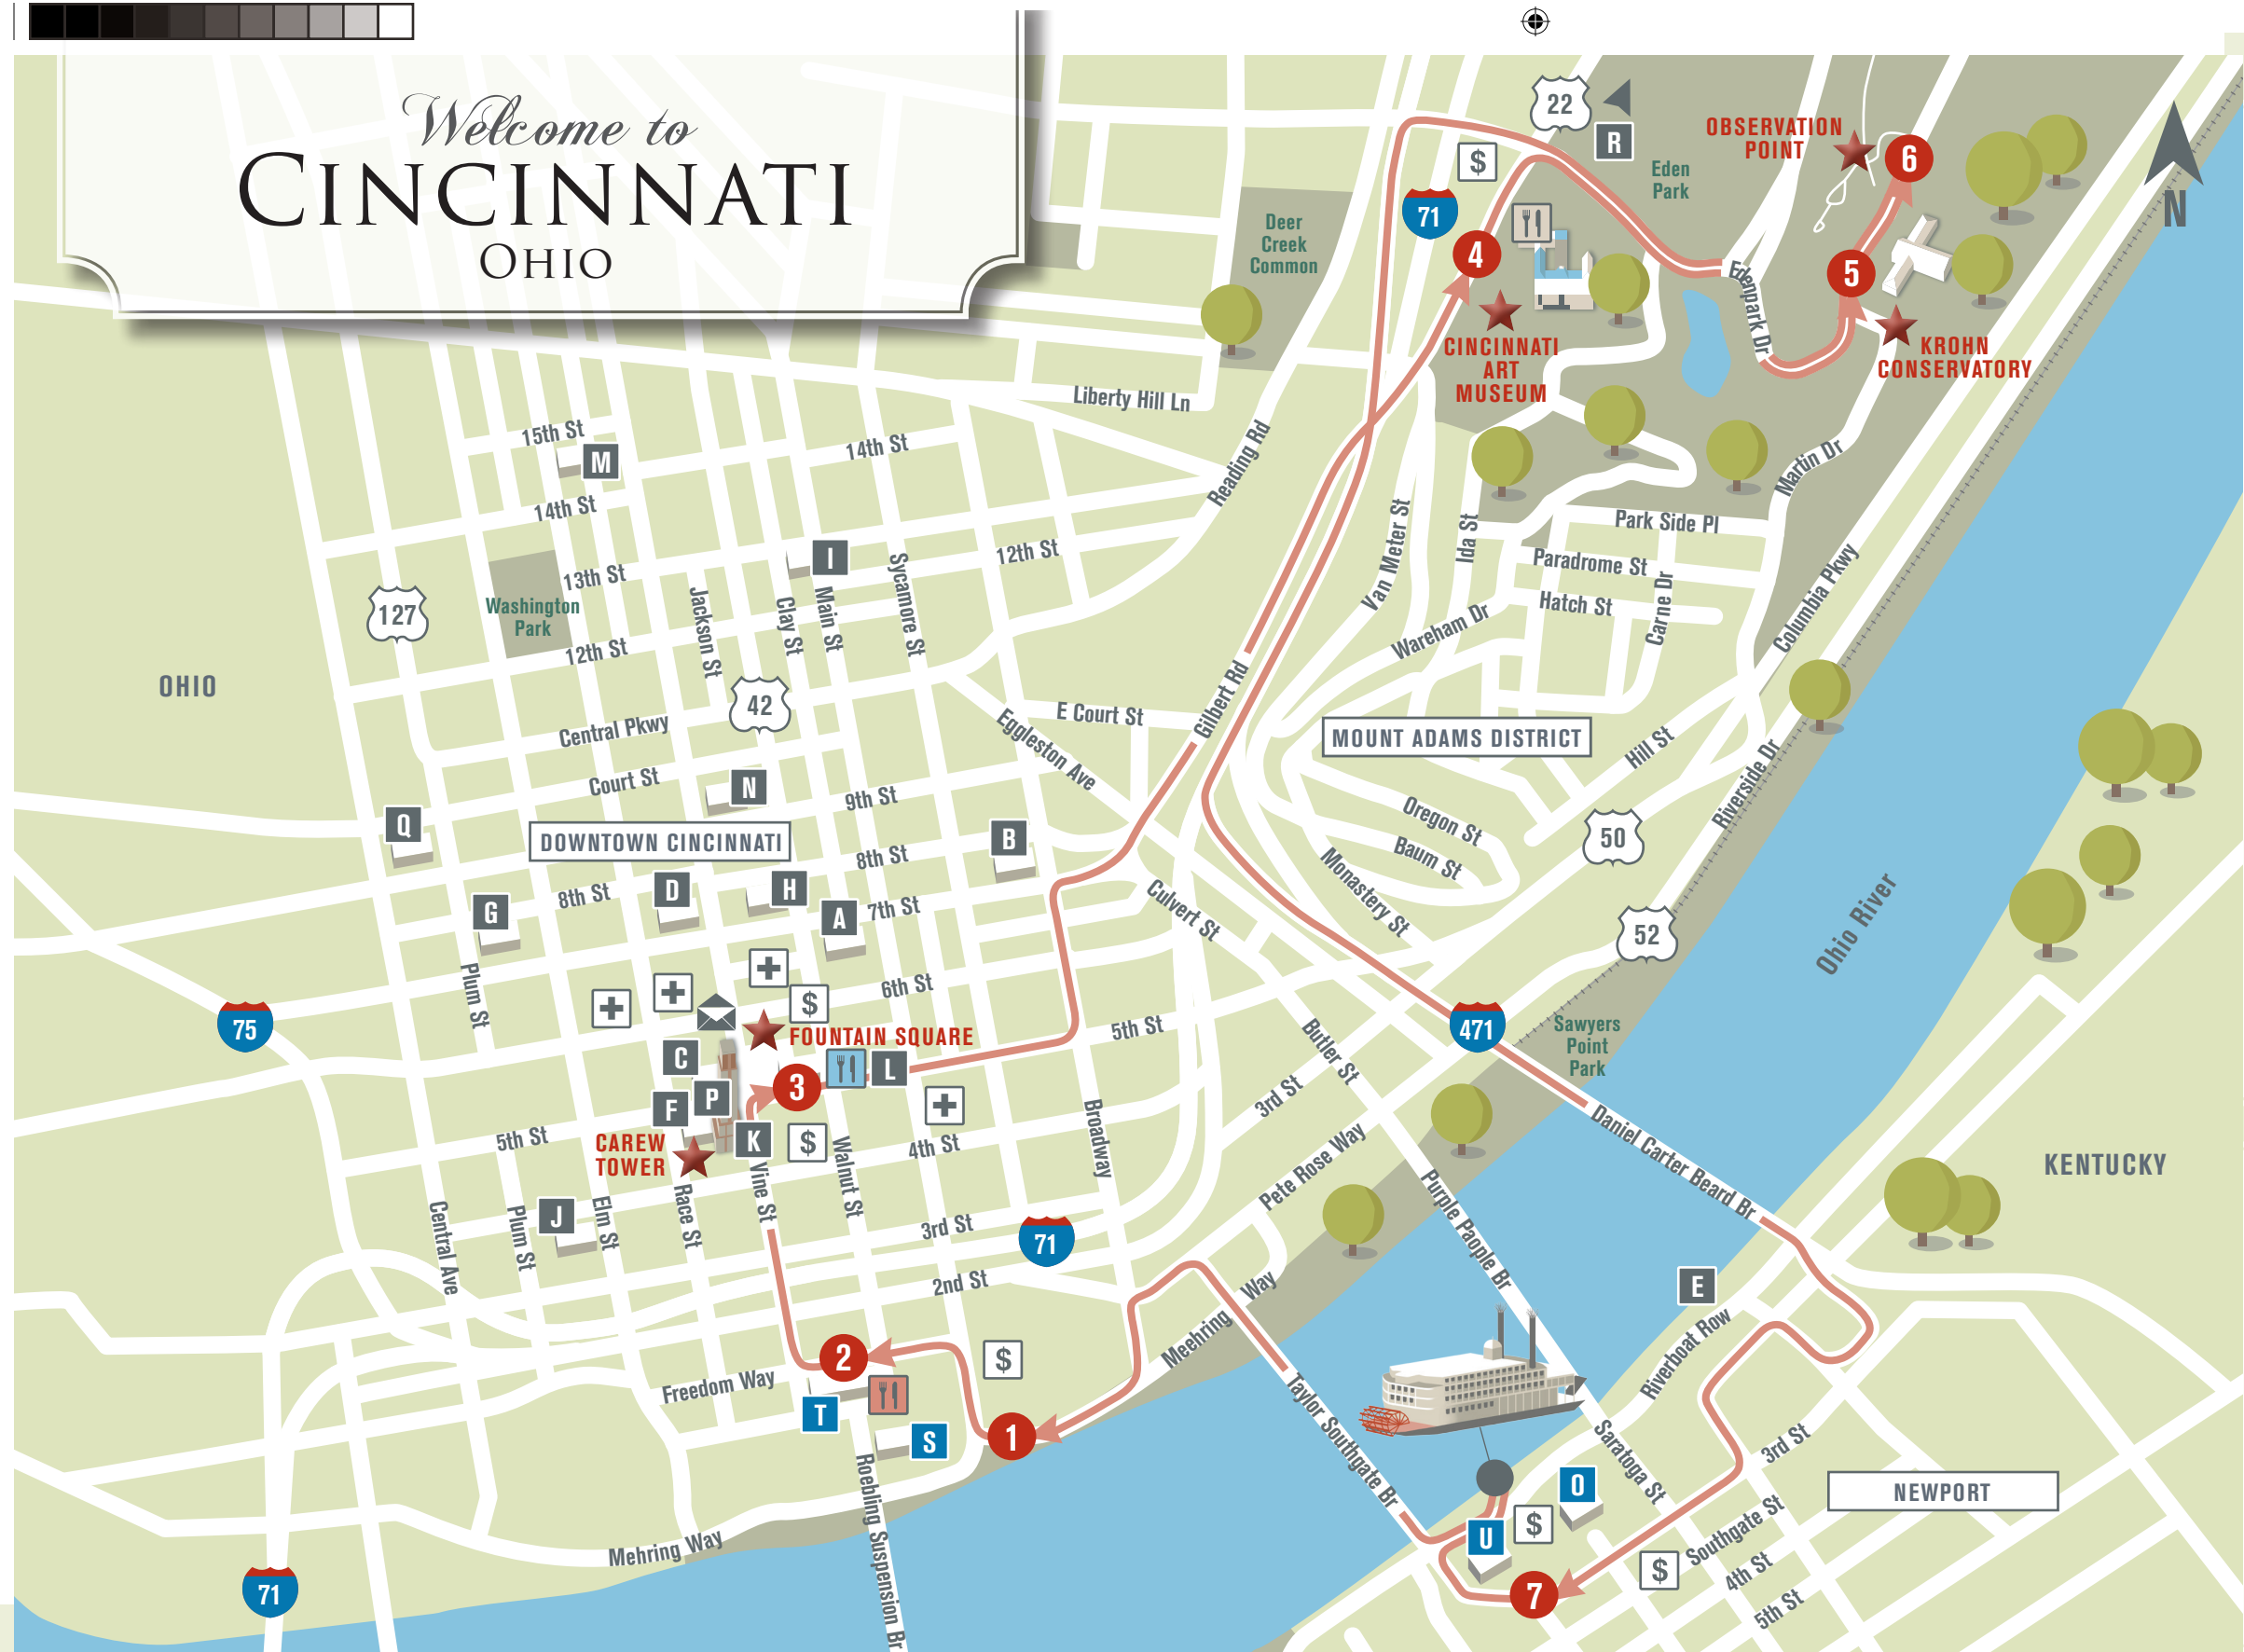 Welcome to
CINCINNATI
OHIO
22
R
OBSERVATION
POINT
6
Eden
Park
N
71
$
4
Deer
Creek
Common
5
Edenpark Dr
CINCINNATI
ART
MUSEUM
KROHN
CONSERVATORY
Liberty Hill Ln
15th St
M
14th St
14th St
Reading Rd
Martin Dr
Van Meter St
Ida St
Park Side Pl
Paradrome St
Hatch St
Carne Dr
Columbia Pkwy
Wareham Dr
13th St
I
12th St
Sycamore St
127
Washington
Park
Jackson St
Clay St
Main St
12th St
OHIO
42
Central Pkwy
E Court St
Eggleston Ave
Gilbert Rd
MOUNT ADAMS DISTRICT
Hill St
Riverside Dr
Court St
N
9th St
Q
DOWNTOWN CINCINNATI
B
8th St
Oregon St
Baum St
Monastery St
50
8th St
D
H
G
A
7th St
Culvert St
52
Ohio River
Plum St
6th St
$
75
FOUNTAIN SQUARE
5th St
471
Sawyers
Point
Park
Butler St
C
L
3
F
P
3rd St
Broadway
Daniel Carter Beard Br
5th St
CAREW
TOWER
K
$
4th St
Walnut St
Vine St
Pete Rose Way
Purple Paople Br
KENTUCKY
Central Ave
Plum St
J
Elm St
Race St
3rd St
71
2nd St
Meehring Way
E
Riverboat Row
2
$
Freedom Way
T
S
1
Taylor Southgate Br
Saratoga St
3rd St
NEWPORT
Roebling Suspension Br
O
U
$
Southgate St
$
4th St
5th St
7
Mehring Way
71